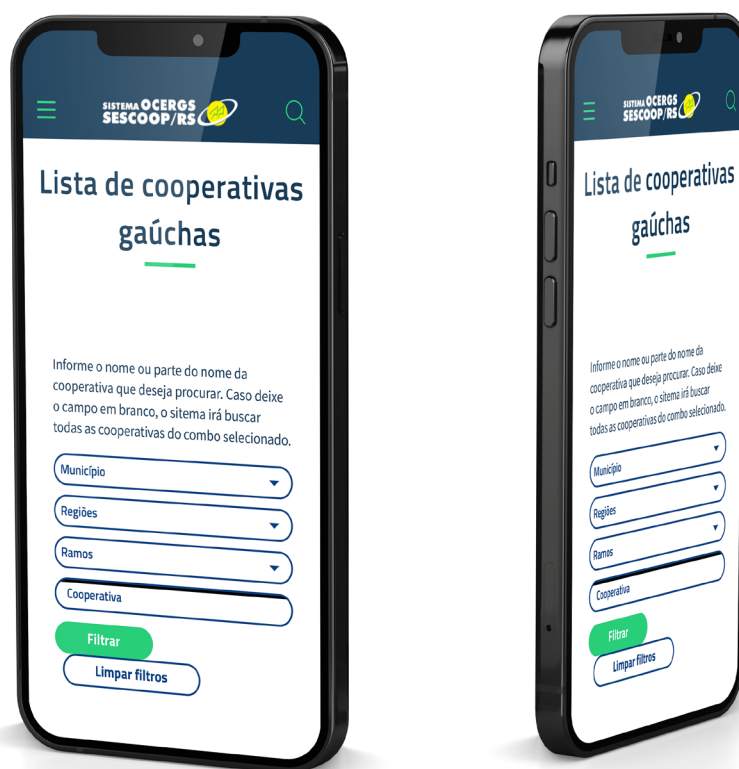 SISTEMA OCERGS
SESCOOP/RS
Lista de cooperativas
gaúchas
Informe o nome ou parte do nome da
cooperativa que deseja procurar. Caso deixe
o campo em branco, o sitema irá buscar
todas as cooperativas do combo selecionado.
Município
Regiões
Ramos
Cooperativa
Filtrar
Limpar filtros
SISTEMA OCERGS
SESCOOP/RS
Lista de cooperativas
gaúchas
Informe o nome ou parte do nome da
cooperativa que deseja procurar. Caso deixe
o campo em branco, o sitema irá buscar
todas as cooperativas do combo selecionado.
Município
Regiões
Ramos
Cooperativa
Filtrar
Limpar filtros